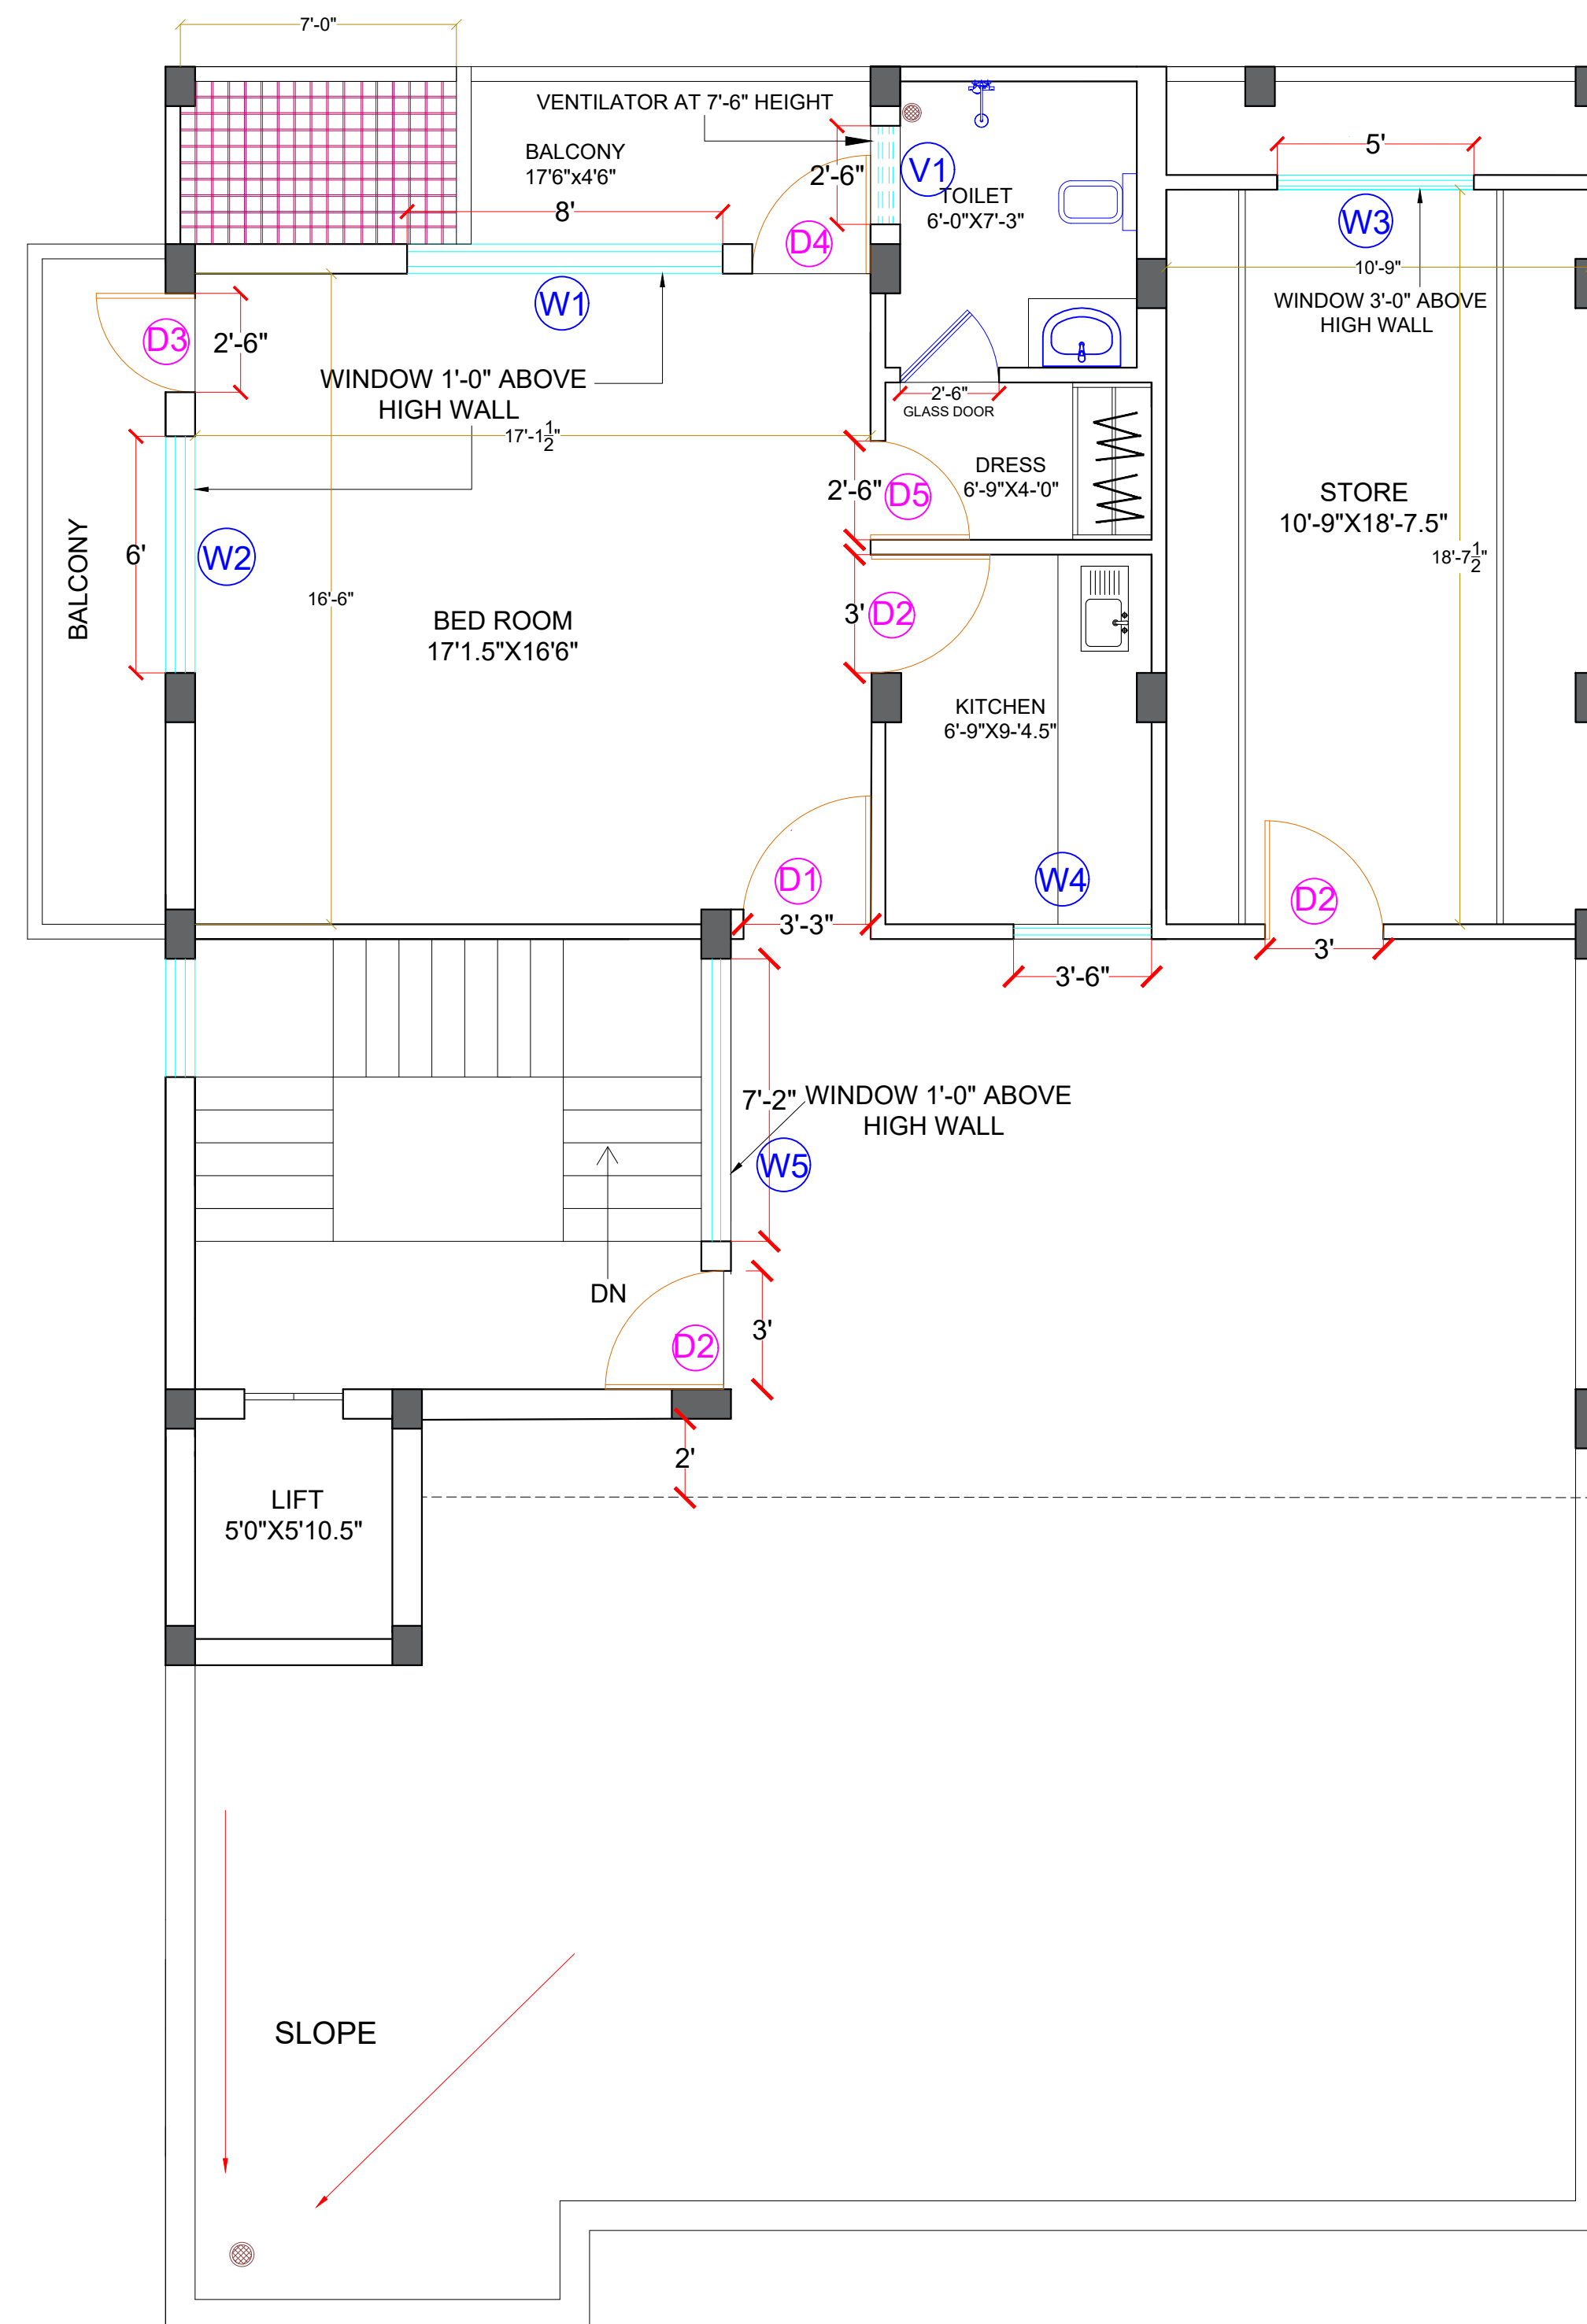 7'-0"
VENTILATOR AT 7'-6" HEIGHT
BALCONY
17'6"x4'6"
8'
2'-6"
V1
TOILET
6'-0"X7'-3"
D4
5'
W3
10'-9"
WINDOW 3'-0" ABOVE
HIGH WALL
W1
D3
2'-6"
WINDOW 1'-0" ABOVE
HIGH WALL
17'-1 1/2"
2'-6"
GLASS DOOR
DRESS
6'-9"X4-'0"
2'-6"
D5
STORE
10'-9"X18'-7.5"
18'-7 1/2"
BALCONY
6'
W2
16'-6"
BED ROOM
17'1.5"X16'6"
3'
D2
KITCHEN
6'-9"X9-'4.5"
D1
3'-3"
W4
3'-6"
D2
3'
7'-2"
WINDOW 1'-0" ABOVE
HIGH WALL
W5
DN
D2
3'
2'
LIFT
5'0"X5'10.5"
SLOPE